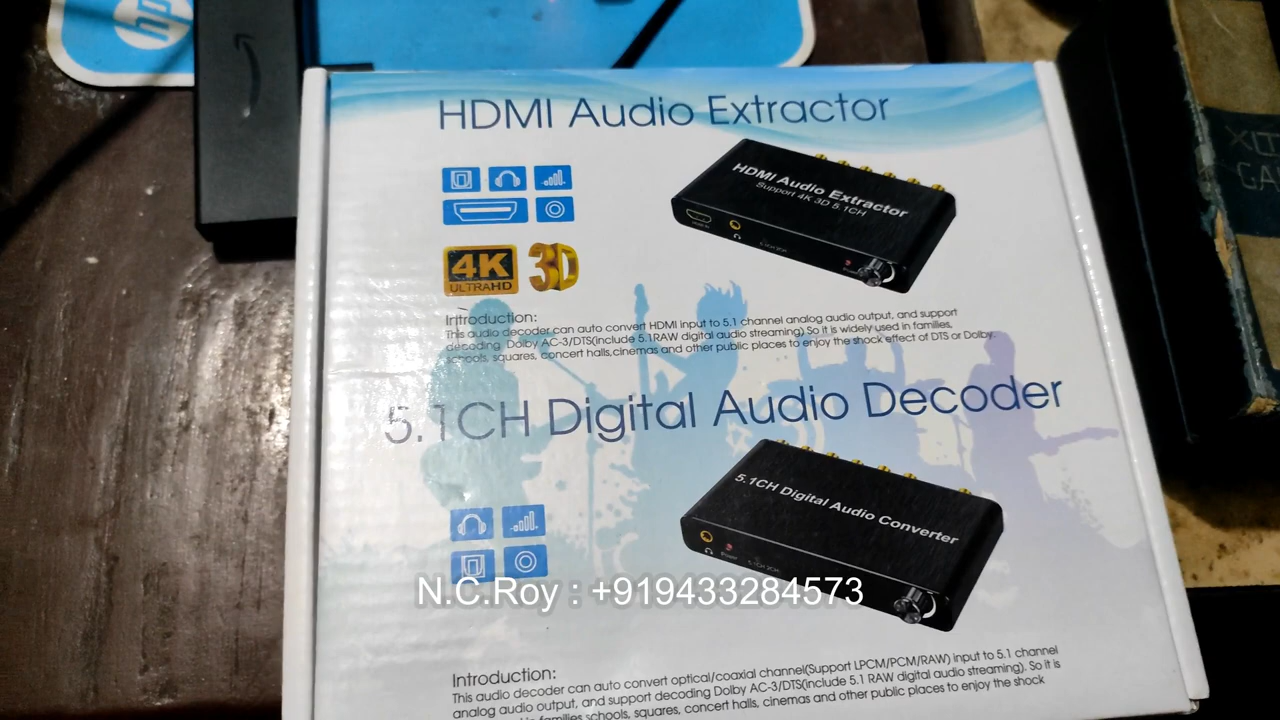 hp
HDMI Audio Extractor
HDMI Audio Extractor
Support 4K 3D 5.1CH
4K
ULTRAHD
3D
Introduction:
This audio decoder can auto convert HDMI input to 5.1 channel analog audio output, and support
decoding Dolby AC-3/DTS(include 5.1RAW digital audio streaming).So it is widely used in families,
schools, squares, concert halls,cinemas and other public places to enjoy the shock effect of DTS or Dolby.
5.1CH Digital Audio Decoder
5.1CH Digital Audio Converter
Power
5.1CH 2CH
N.C.Roy : +919433284573
Introduction:
This audio decoder can auto convert optical/coaxial channel(Support LPCM/PCM/RAW) input to 5.1 channel
analog audio output, and support decoding Dolby AC-3/DTS(include 5.1 RAW digital audio streaming). So it is
families schools, squares, concert halls, cinemas and other public places to enjoy the shock